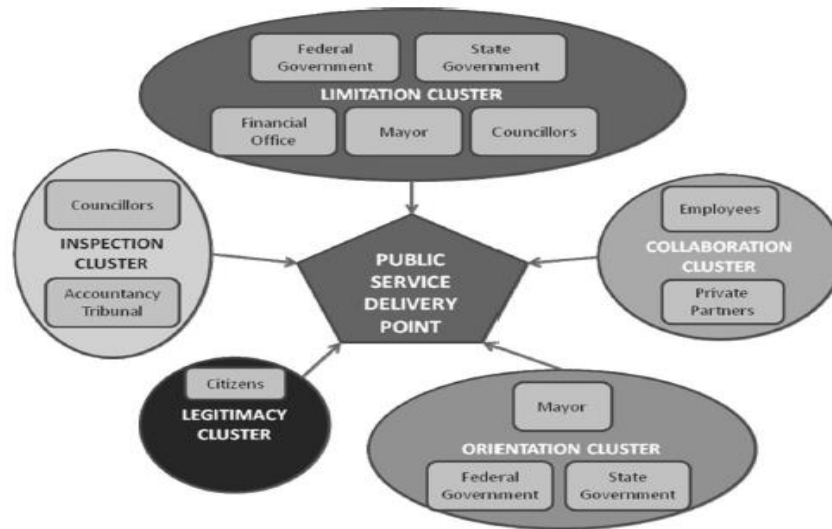 Federal
Government
State
Government
LIMITATION CLUSTER
Financial
Office
Mayor
Councillors
Councillors
INSPECTION
CLUSTER
Accountancy
Tribunal
Employees
COLLABORATION
CLUSTER
Private
Partners
PUBLIC
SERVICE
DELIVERY
POINT
Citizens
LEGITIMACY
CLUSTER
Mayor
ORIENTATION CLUSTER
Federal
Government
State
Government